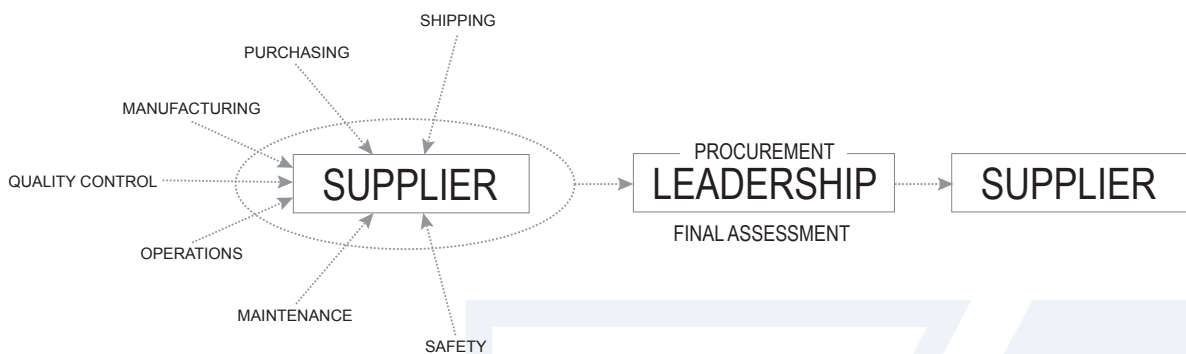 SHIPPING
PURCHASING
MANUFACTURING
QUALITY CONTROL
OPERATIONS
MAINTENANCE
SAFETY
SUPPLIER
PROCUREMENT
LEADERSHIP
FINAL ASSESSMENT
SUPPLIER